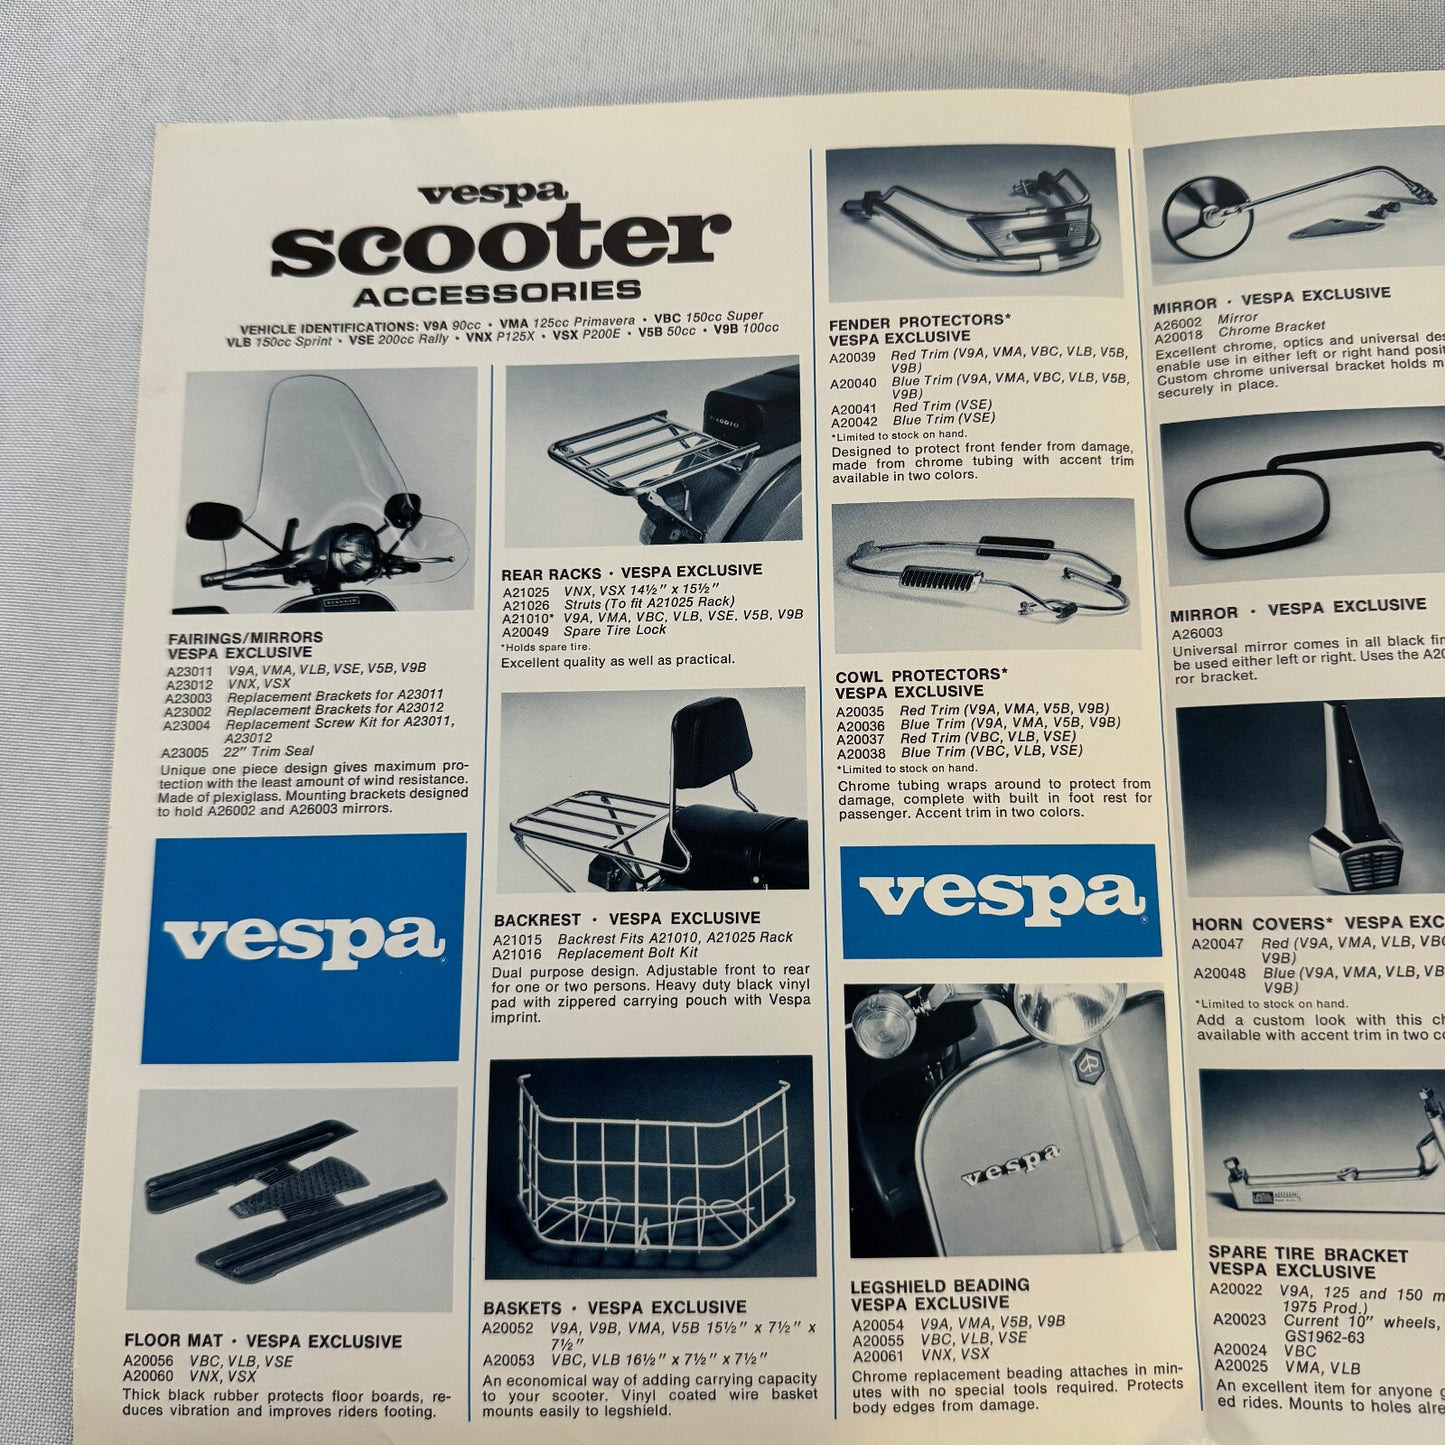 vespa
scooter
ACCESSORIES
VEHICLE IDENTIFICATIONS: V9A 90cc • VMA 125cc Primavera • VBC 150cc Super
VLB 150cc Sprint • VSE 200cc Rally • VNX P125X • VSX P200E • V5B 50cc • V9B 100cc
PIAGGIO
FAIRINGS/MIRRORS
VESPA EXCLUSIVE
A23011 V9A, VMA, VLB, VSE, V5B, V9B
A23012 VNX, VSX
A23003 Replacement Brackets for A23011
A23002 Replacement Brackets for A23012
A23004 Replacement Screw Kit for A23011,
A23012
A23005 22" Trim Seal
Unique one piece design gives maximum pro-
tection with the least amount of wind resistance.
Made of plexiglass. Mounting brackets designed
to hold A26002 and A26003 mirrors.
vespa®
FLOOR MAT • VESPA EXCLUSIVE
A20056 VBC, VLB, VSE
A20060 VNX, VSX
Thick black rubber protects floor boards, re-
duces vibration and improves riders footing.
PIAGGIO
REAR RACKS • VESPA EXCLUSIVE
A21025 VNX, VSX 14½" x 15½"
A21026 Struts (To fit A21025 Rack)
A21010* V9A, VMA, VBC, VLB, VSE, V5B, V9B
A20049 Spare Tire Lock
*Holds spare tire.
Excellent quality as well as practical.
BACKREST • VESPA EXCLUSIVE
A21015 Backrest Fits A21010, A21025 Rack
A21016 Replacement Bolt Kit
Dual purpose design. Adjustable front to rear
for one or two persons. Heavy duty black vinyl
pad with zippered carrying pouch with Vespa
imprint.
BASKETS • VESPA EXCLUSIVE
A20052 V9A, V9B, VMA, V5B 15½" x 7½" x
7½"
A20053 VBC, VLB 16½" x 7½" x 7½"
An economical way of adding carrying capacity
to your scooter. Vinyl coated wire basket
mounts easily to legshield.
FENDER PROTECTORS*
VESPA EXCLUSIVE
A20039 Red Trim (V9A, VMA, VBC, VLB, V5B,
V9B)
A20040 Blue Trim (V9A, VMA, VBC, VLB, V5B,
V9B)
A20041 Red Trim (VSE)
A20042 Blue Trim (VSE)
*Limited to stock on hand.
Designed to protect front fender from damage,
made from chrome tubing with accent trim
available in two colors.
COWL PROTECTORS*
VESPA EXCLUSIVE
A20035 Red Trim (V9A, VMA, V5B, V9B)
A20036 Blue Trim (V9A, VMA, V5B, V9B)
A20037 Red Trim (VBC, VLB, VSE)
A20038 Blue Trim (VBC, VLB, VSE)
*Limited to stock on hand.
Chrome tubing wraps around to protect from
damage, complete with built in foot rest for
passenger. Accent trim in two colors.
vespa®
vespa
LEGSHIELD BEADING
VESPA EXCLUSIVE
A20054 V9A, VMA, V5B, V9B
A20055 VBC, VLB, VSE
A20061 VNX, VSX
Chrome replacement beading attaches in min-
utes with no special tools required. Protects
body edges from damage.
MIRROR • VESPA EXCLUSIVE
A26002 Mirror
A20018 Chrome Bracket
Excellent chrome, optics and universal des
enable use in either left or right hand posit
Custom chrome universal bracket holds m
securely in place.
MIRROR • VESPA EXCLUSIVE
A26003
Universal mirror comes in all black fin
be used either left or right. Uses the A20
ror bracket.
HORN COVERS* VESPA EXC
A20047 Red (V9A, VMA, VLB, VBC
V9B)
A20048 Blue (V9A, VMA, VLB, VB
V9B)
*Limited to stock on hand.
Add a custom look with this ch
available with accent trim in two co
SPARE TIRE BRACKET
VESPA EXCLUSIVE
A20022 V9A, 125 and 150 m
1975 Prod.)
A20023 Current 10" wheels,
GS1962-63
A20024 VBC
A20025 VMA, VLB
An excellent item for anyone g
ed rides. Mounts to holes alre